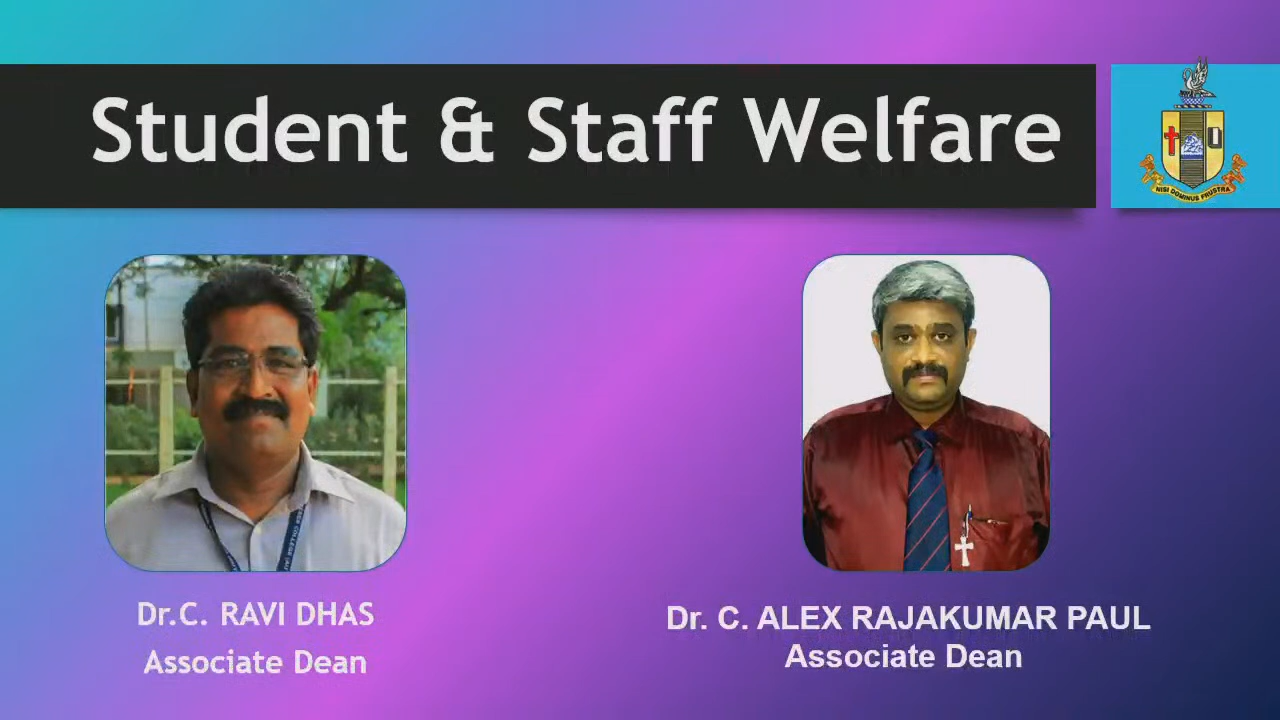 Student & Staff Welfare
NISI DOMINUS FRUSTRA
Dr.C. RAVI DHAS
Associate Dean
Dr. C. ALEX RAJAKUMAR PAUL
Associate Dean